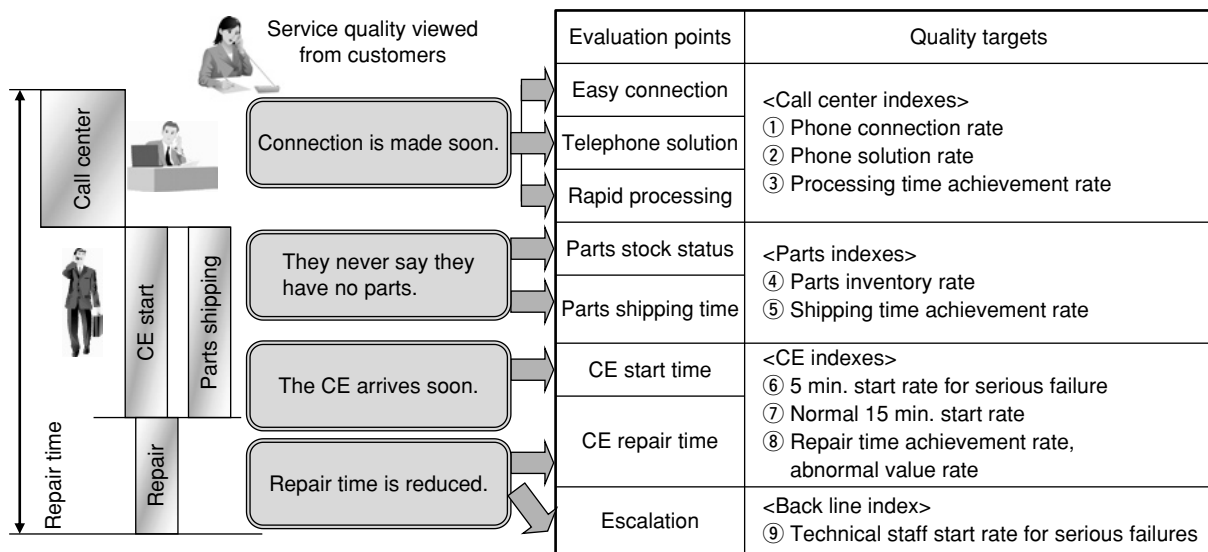 Service quality viewed
from customers
Call center
CE start
Parts shipping
Repair
Repair time
Connection is made soon.
They never say they
have no parts.
The CE arrives soon.
Repair time is reduced.
Evaluation points
Quality targets
Easy connection
Telephone solution
Rapid processing
<Call center indexes>
① Phone connection rate
② Phone solution rate
③ Processing time achievement rate
Parts stock status
Parts shipping time
<Parts indexes>
④ Parts inventory rate
⑤ Shipping time achievement rate
CE start time
CE repair time
<CE indexes>
⑥ 5 min. start rate for serious failure
⑦ Normal 15 min. start rate
⑧ Repair time achievement rate,
abnormal value rate
Escalation
<Back line index>
⑨ Technical staff start rate for serious failures